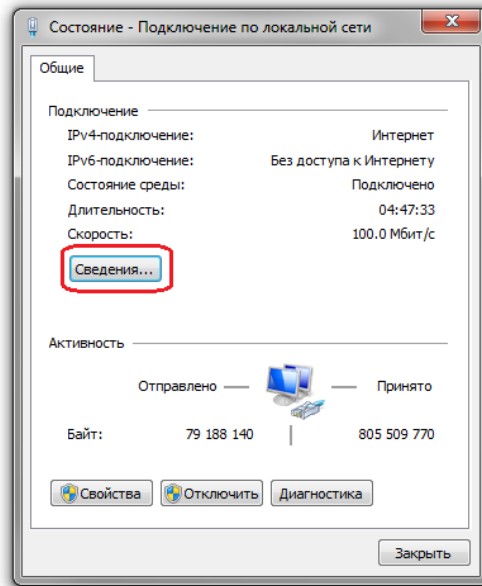 Состояние - Подключение по локальной сети
Общие
Подключение
IPv4-подключение: Интернет
IPv6-подключение: Без доступа к Интернету
Состояние среды: Подключено
Длительность: 04:47:33
Скорость: 100.0 Мбит/с
Сведения...
Активность
Отправлено — Принято
Байт: 79 188 140 | 805 509 770
Свойства Отключить Диагностика
Закрыть